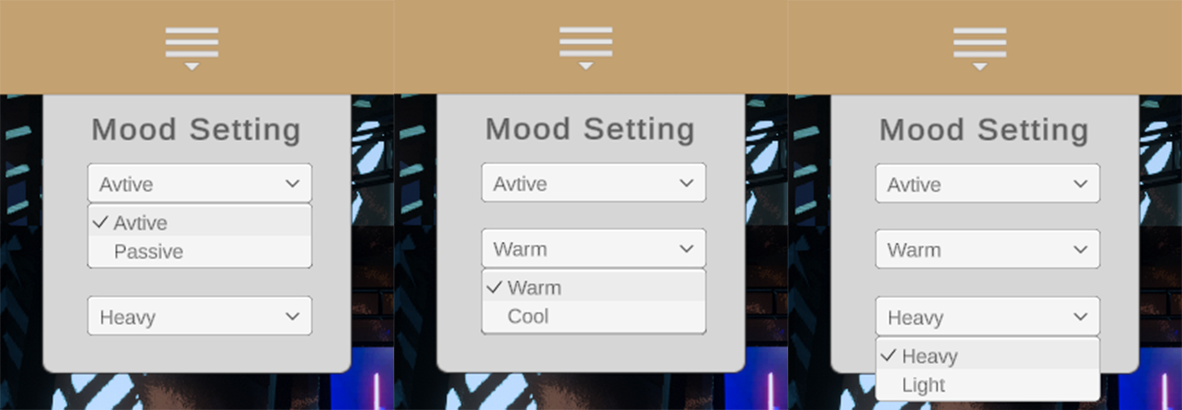 Mood Setting
Avtive
Avtive
Passive
Heavy
Mood Setting
Avtive
Warm
Warm
Cool
Mood Setting
Avtive
Warm
Heavy
Heavy
Light